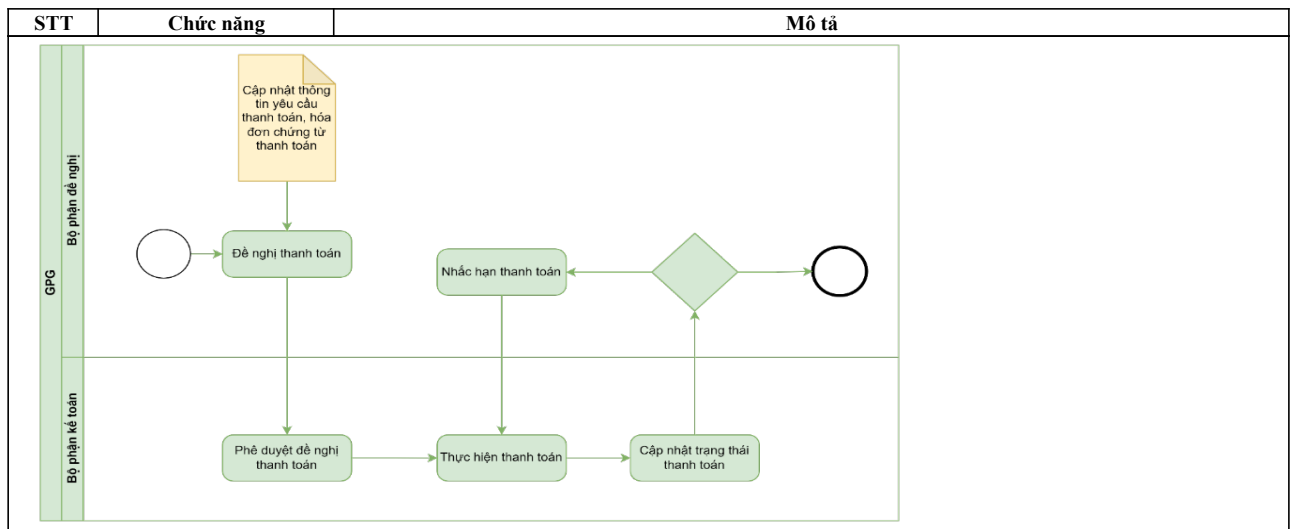 STT Chức năng Mô tả
GPG
Bộ phận đề nghị
Cập nhật thông
tin yêu cầu
thanh toán, hóa
đơn chứng từ
thanh toán
Đề nghị thanh toán
Nhắc hạn thanh toán
Bộ phận kế toán
Phê duyệt đề nghị
thanh toán
Thực hiện thanh toán
Cập nhật trạng thái
thanh toán